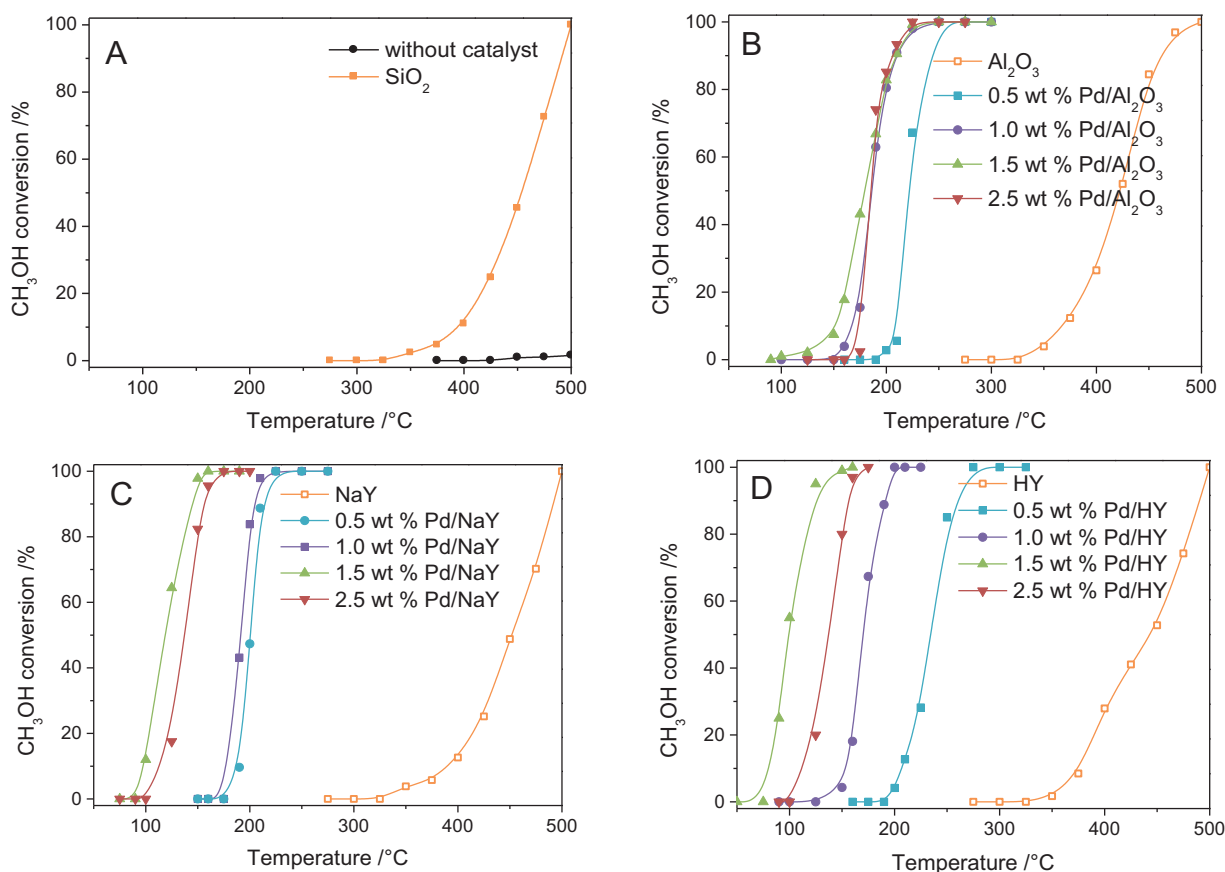 A
without catalyst
SiO₂
CH₃OH conversion /%
100
80
60
40
20
0
100 200 300 400 500
Temperature /°C
B
Al₂O₃
0.5 wt % Pd/Al₂O₃
1.0 wt % Pd/Al₂O₃
1.5 wt % Pd/Al₂O₃
2.5 wt % Pd/Al₂O₃
CH₃OH conversion /%
100
80
60
40
20
0
100 200 300 400 500
Temperature /°C
C
NaY
0.5 wt % Pd/NaY
1.0 wt % Pd/NaY
1.5 wt % Pd/NaY
2.5 wt % Pd/NaY
CH₃OH conversion /%
100
80
60
40
20
0
100 200 300 400 500
Temperature /°C
D
HY
0.5 wt % Pd/HY
1.0 wt % Pd/HY
1.5 wt % Pd/HY
2.5 wt % Pd/HY
CH₃OH conversion /%
100
80
60
40
20
0
100 200 300 400 500
Temperature /°C